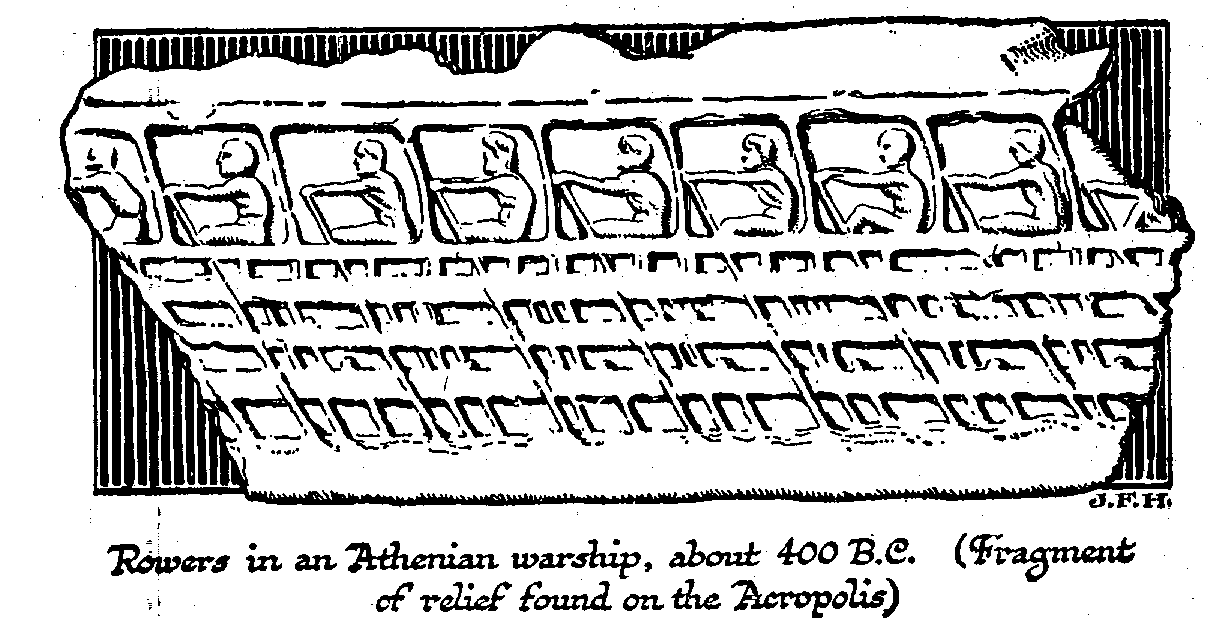 J.F.H.
Rowers in an Athenian warship, about 400 B.C. (Fragment
of relief found on the Acropolis)